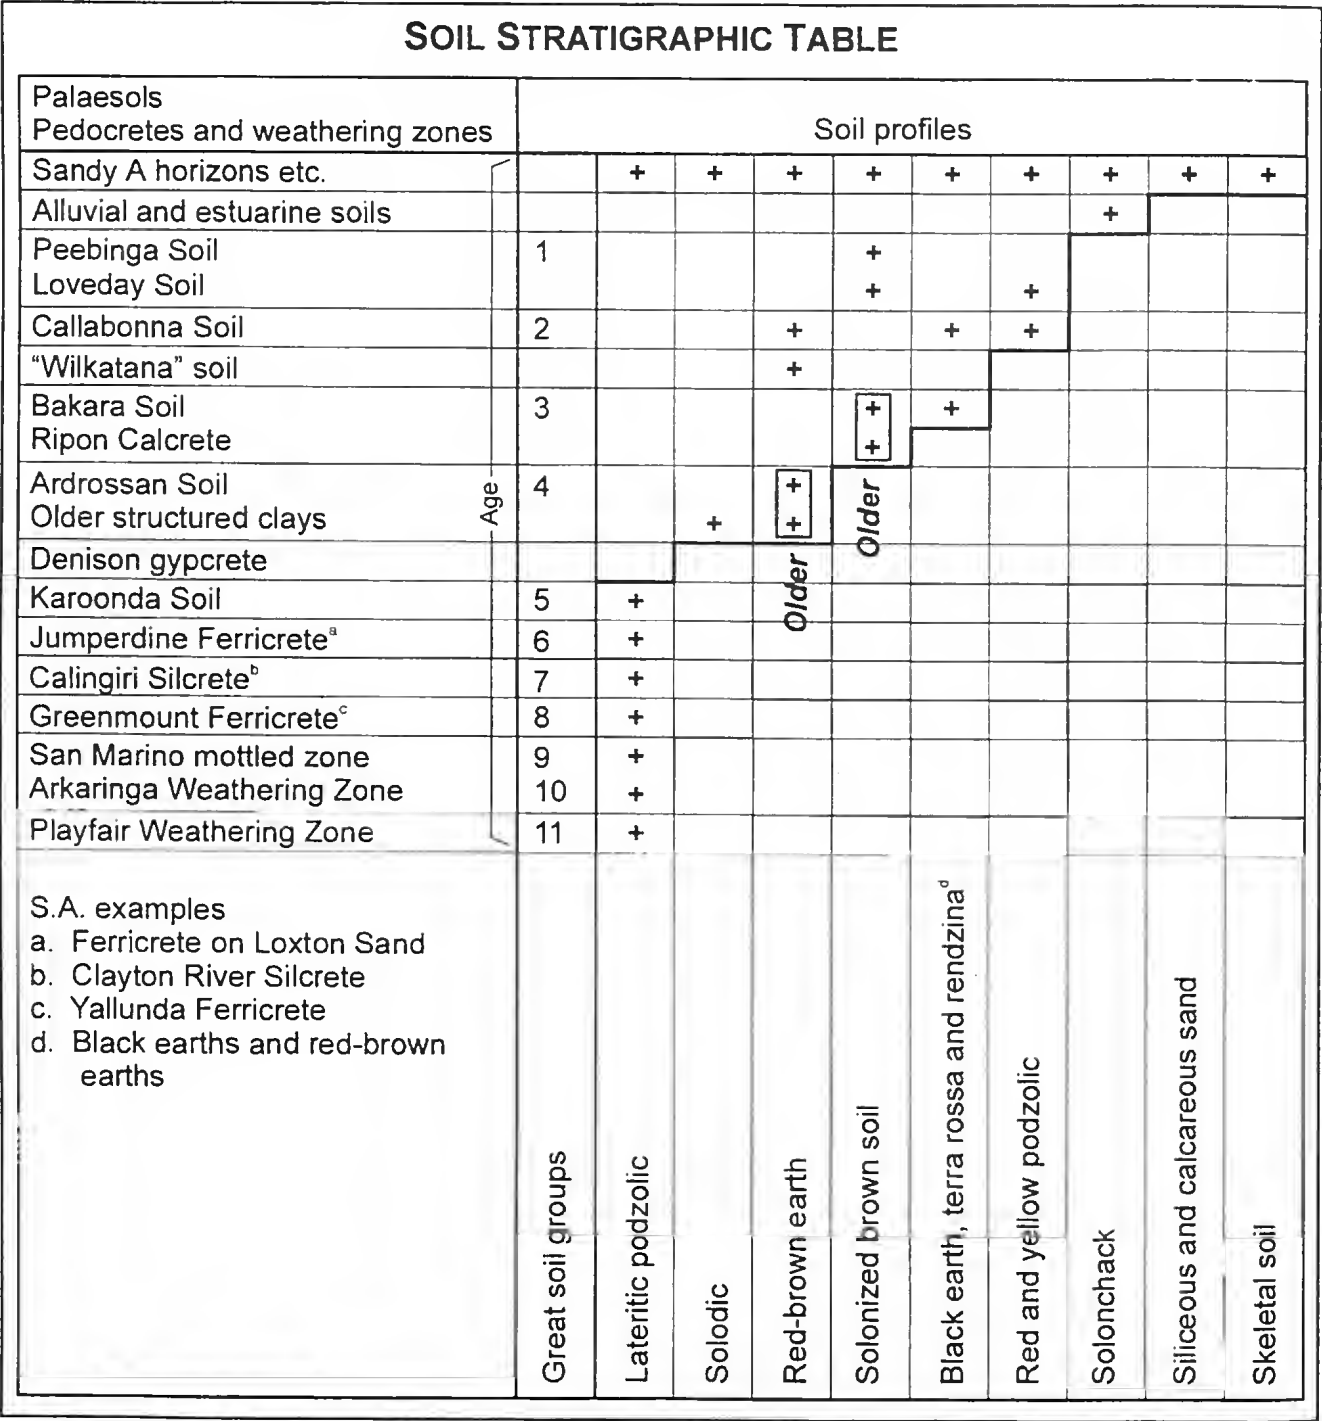 SOIL STRATIGRAPHIC TABLE
Palaesols
Pedocretes and weathering zones
Soil profiles
Sandy A horizons etc. + + + + + + + + +
Alluvial and estuarine soils +
Peebinga Soil 1 +
Loveday Soil + +
Callabonna Soil 2 + + +
“Wilkatana” soil +
Bakara Soil 3 + +
Ripon Calcrete +
Ardrossan Soil 4 +
Older structured clays + +
Age
Older
Older
Denison gypcrete
Karoonda Soil 5 +
Jumperdine Ferricreteᵃ 6 +
Calingiri Silcreteᵇ 7 +
Greenmount Ferricreteᶜ 8 +
San Marino mottled zone 9 +
Arkaringa Weathering Zone 10 +
Playfair Weathering Zone 11 +
S.A. examples
a. Ferricrete on Loxton Sand
b. Clayton River Silcrete
c. Yallunda Ferricrete
d. Black earths and red-brown
earths
Great soil groups
Lateritic podzolic
Solodic
Red-brown earth
Solonized brown soil
Black earth, terra rossa and rendzinaᵈ
Red and yellow podzolic
Solonchack
Siliceous and calcareous sand
Skeletal soil